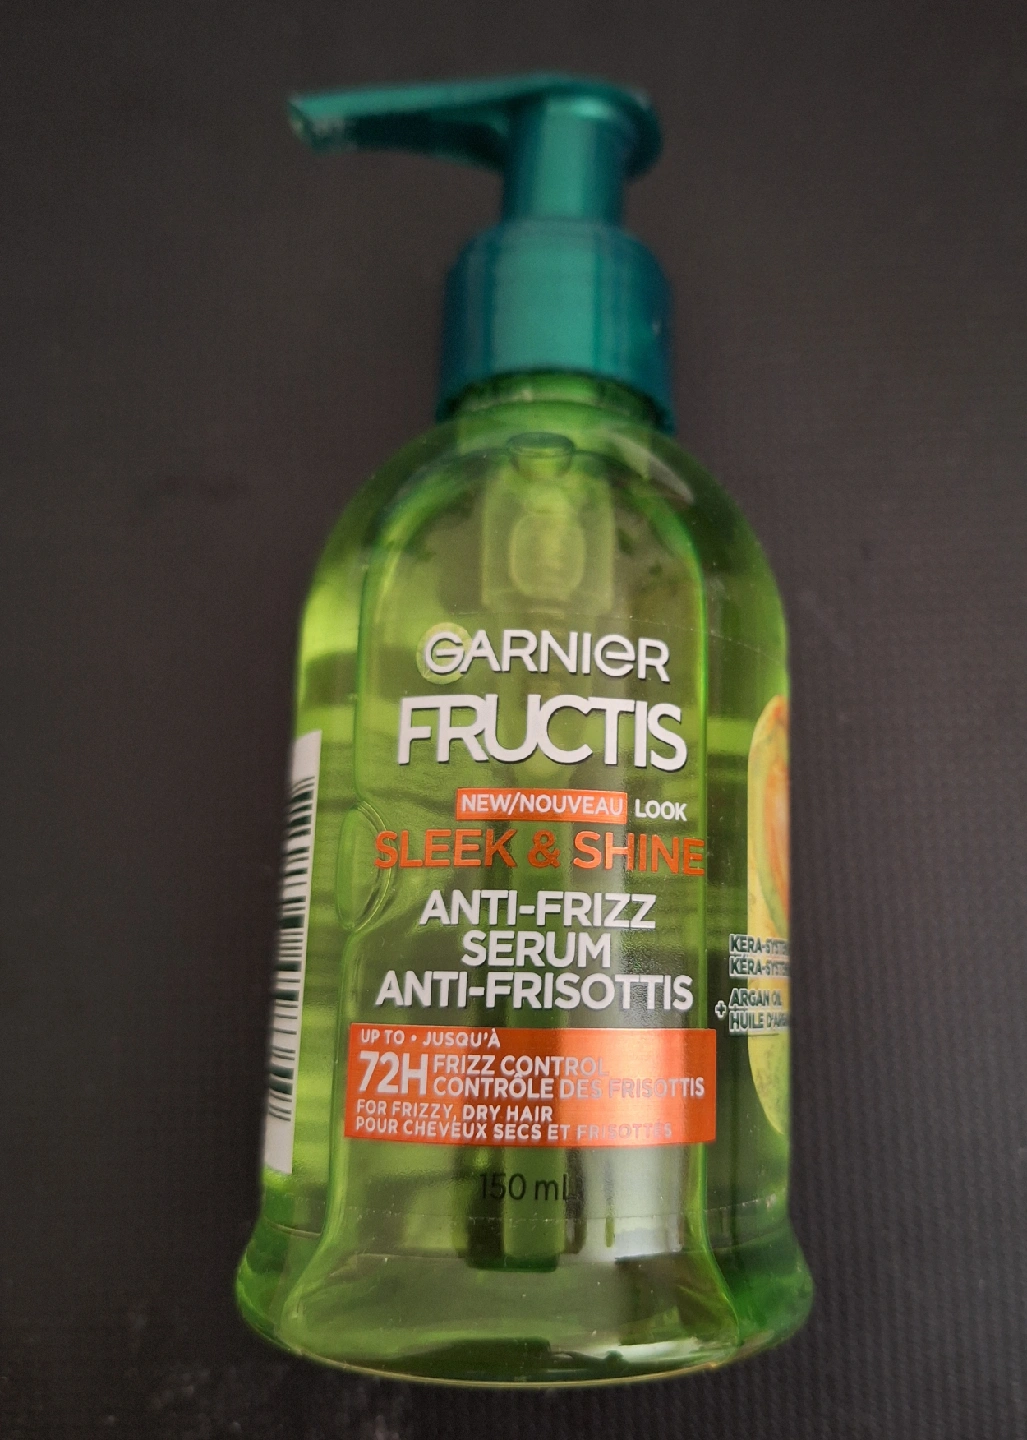 GARNIER
FRUCTIS
NEW/NOUVEAU LOOK
SLEEK & SHINE
ANTI-FRIZZ
SERUM
ANTI-FRISOTTIS
UP TO • JUSQU'À
72H FRIZZ CONTROL
CONTRÔLE DES FRISOTTIS
FOR FRIZZY, DRY HAIR
POUR CHEVEUX SECS ET FRISOTTÉS
150 ml
+ ARGAN OIL
HUILE